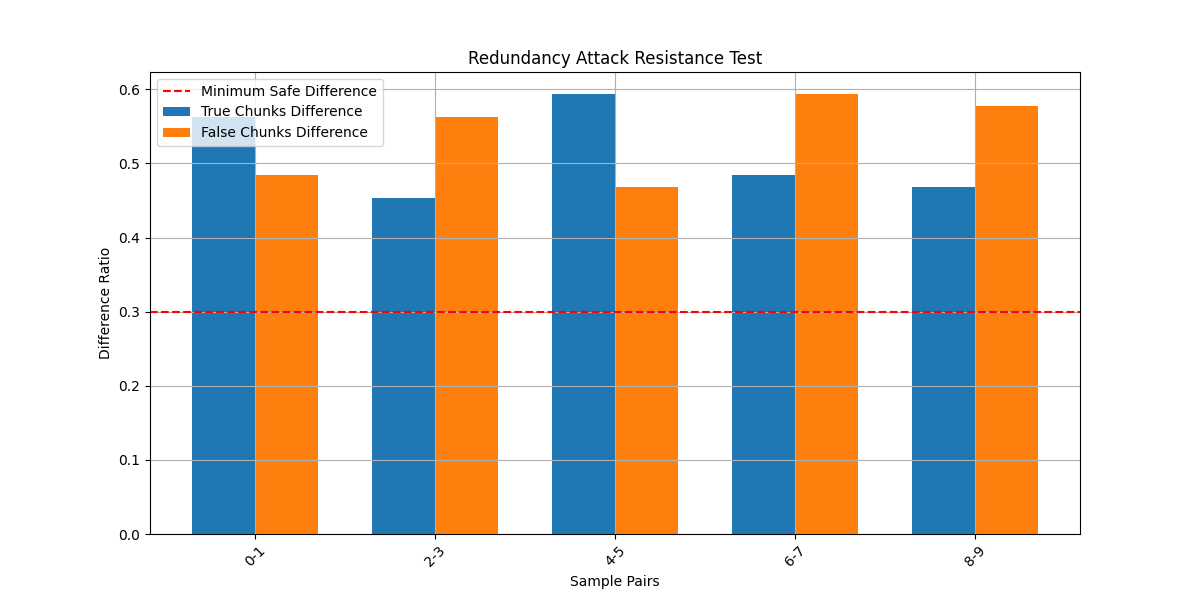 Redundancy Attack Resistance Test
Minimum Safe Difference
True Chunks Difference
False Chunks Difference
Difference Ratio
0.6
0.5
0.4
0.3
0.2
0.1
0.0
0-1
2-3
4-5
6-7
8-9
Sample Pairs